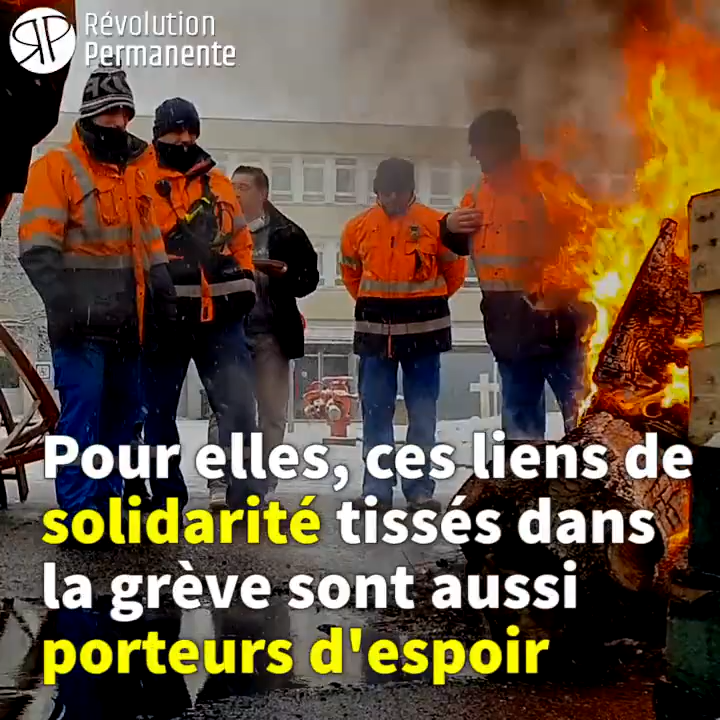 Révolution
Permanente
Pour elles, ces liens de
solidarité tissés dans
la grève sont aussi
porteurs d'espoir